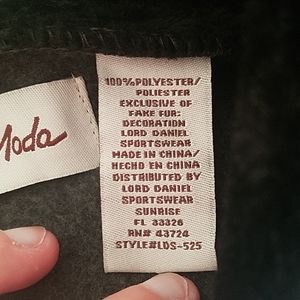 Moda
100% POLYESTER/
POLIESTER
EXCLUSIVE OF
FAKE FUR:
DECORATION
LORD DANIEL
SPORTSWEAR
MADE IN CHINA/
HECHO EN CHINA
DISTRIBUTED BY
LORD DANIEL
SPORTSWEAR
SUNRISE
FL 33326
RN# 43724
STYLE#LDS-525